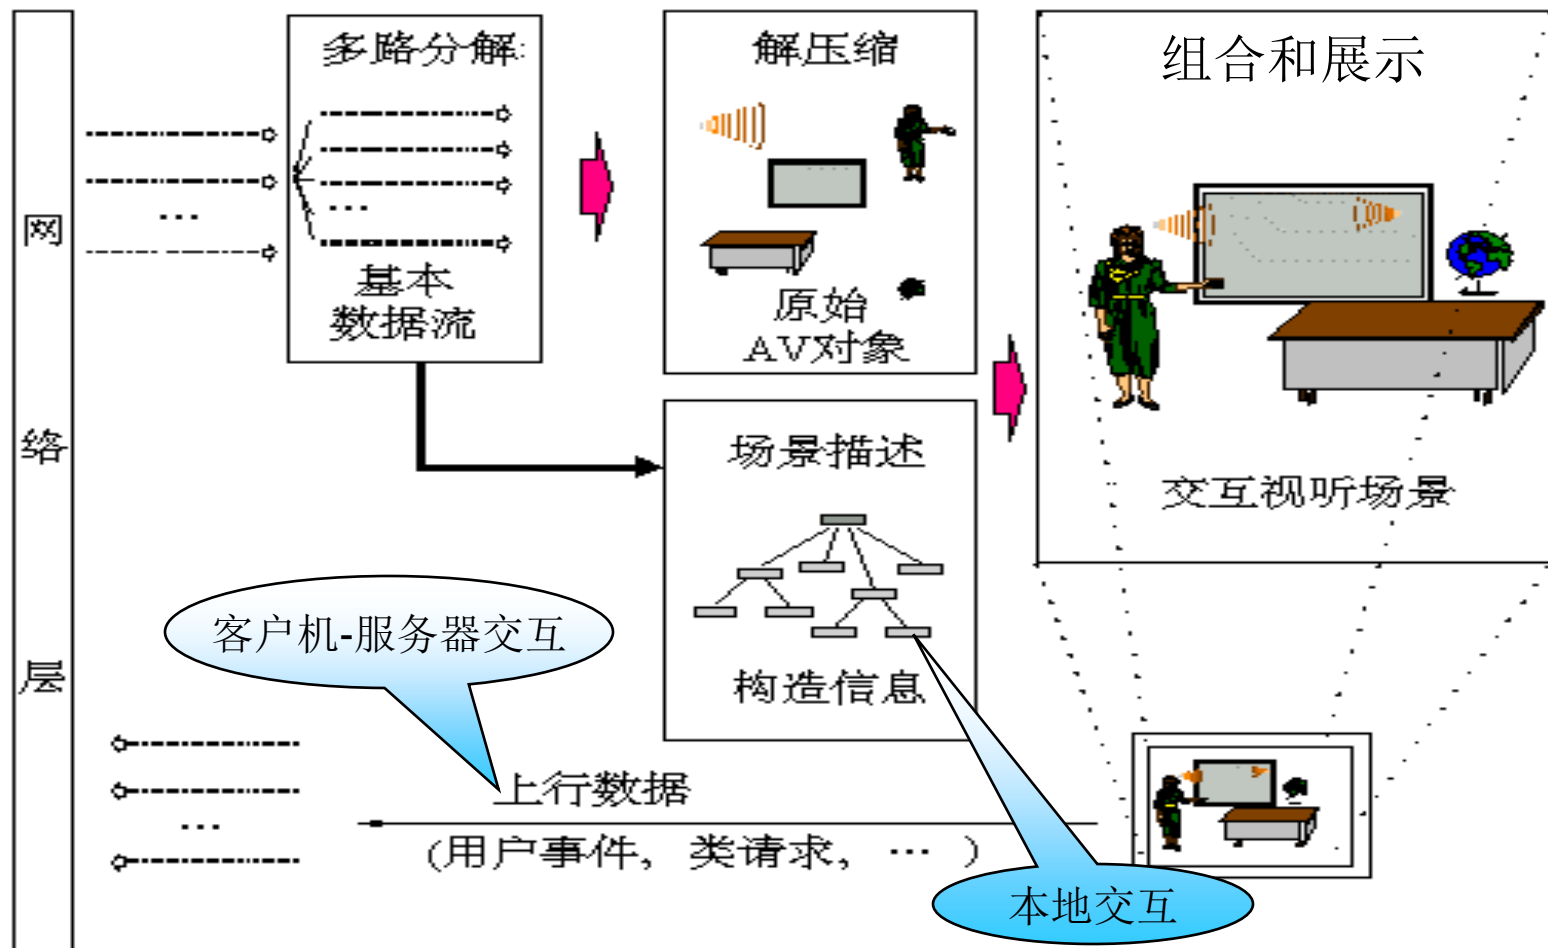 网
络
层
多路分解:
…
…
基本
数据流
解压缩
原始
AV对象
组合和展示
交互视听场景
场景描述
构造信息
客户机-服务器交互
上行数据
(用户事件, 类请求, … )
…
本地交互